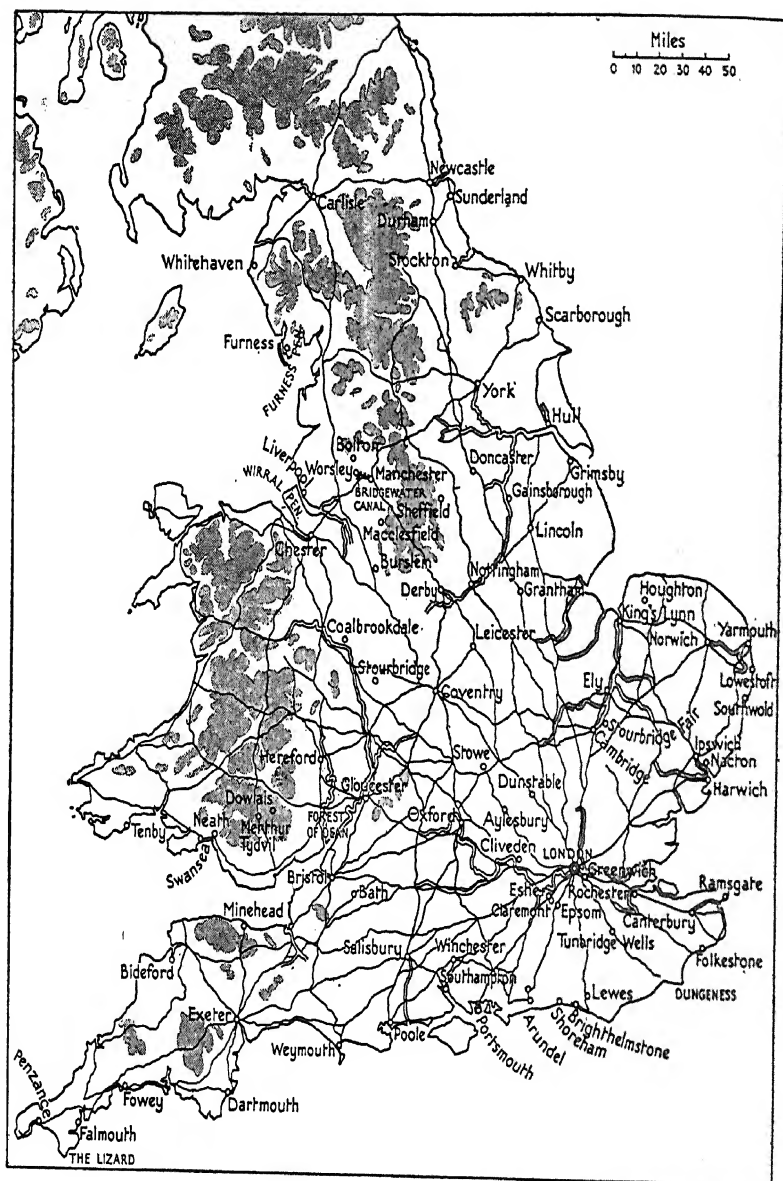 Miles
0 10 20 30 40 50
Newcastle
Carlisle
Sunderland
Durham
Whitehaven
Stockton
Whitby
Scarborough
Furness
FURNESS PEN.
York
Hull
Bolton
Liverpool
Worsley
Manchester
Doncaster
Grimsby
WIRRAL PEN.
BRIDGEWATER
CANAL
Sheffield
Gainsborough
Macclesfield
Lincoln
Chester
Burslem
Nottingham
Derby
Grantham
Houghton
King's Lynn
Norwich
Yarmouth
Coalbrookdale
Leicester
Lowestoft
Stourbridge
Ely
Southwold
Coventry
Stourbridge Fair
Cambridge
Ipswich
Nacton
Hereford
Stowe
Harwich
Gloucester
Dunstable
Dowlais
FOREST
OF DEAN
Oxford
Aylesbury
Neath
Merthyr
Tydvil
Tenby
Swansea
Cliveden
LONDON
Greenwich
Bristol
Bath
Esher
Rochester
Ramsgate
Claremont
Epsom
Canterbury
Minehead
Salisbury
Winchester
Tunbridge Wells
Folkestone
Bideford
Southampton
Lewes
DUNGENESS
Exeter
Weymouth
Poole
Portsmouth
Arundel
Shoreham
Brighthelmstone
Penzance
Fowey
Dartmouth
Falmouth
THE LIZARD